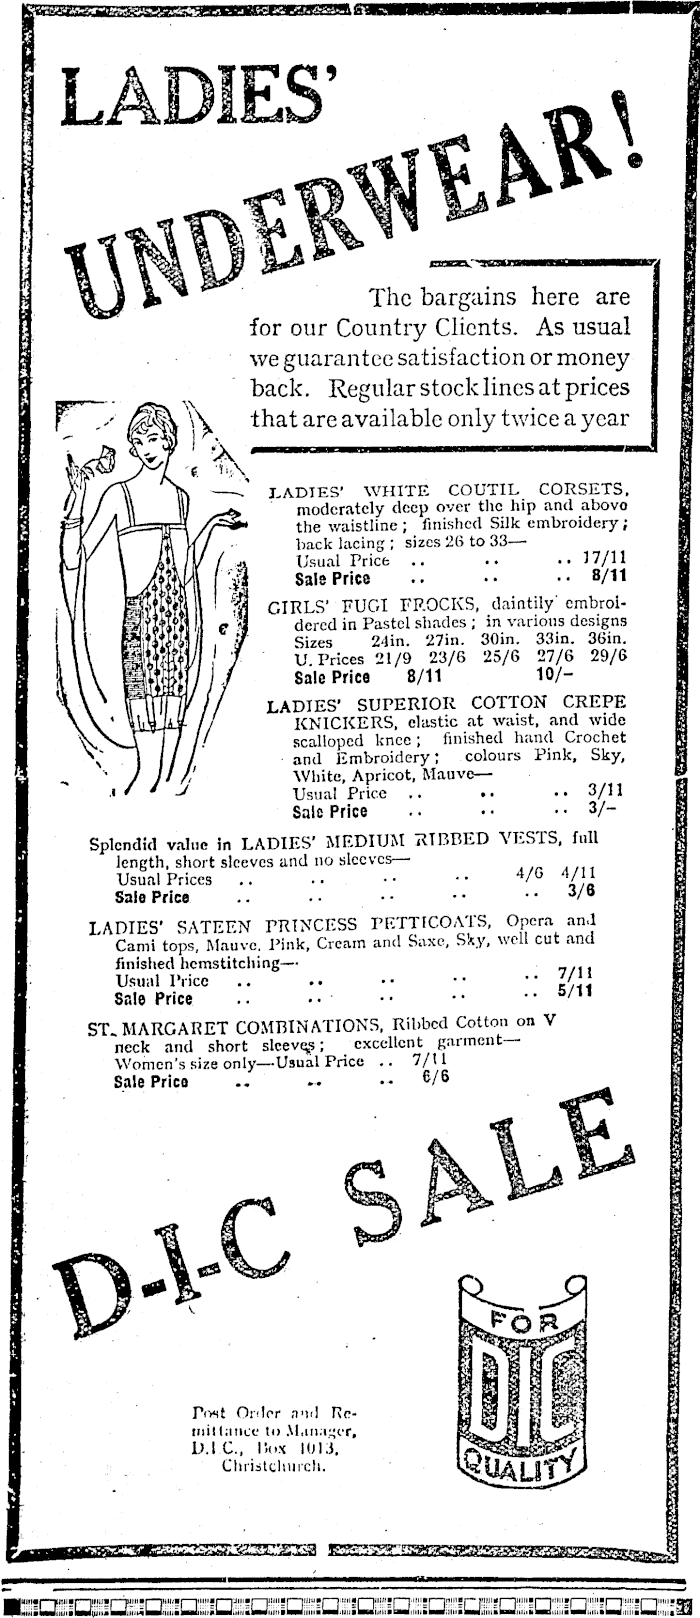 LADIES'
UNDERWEAR!
The bargains here are
for our Country Clients. As usual
we guarantee satisfaction or money
back. Regular stock lines at prices
that are available only twice a year
LADIES' WHITE COUTIL CORSETS,
moderately deep over the hip and above
the waistline; finished Silk embroidery;
back lacing; sizes 26 to 33—
Usual Price .. .. .. 17/11
Sale Price .. .. .. 8/11
GIRLS' FUGI FROCKS, daintily embroi-
dered in Pastel shades; in various designs
Sizes 24in. 27in. 30in. 33in. 36in.
U. Prices 21/9 23/6 25/6 27/6 29/6
Sale Price 8/11 10/-
LADIES' SUPERIOR COTTON CREPE
KNICKERS, elastic at waist, and wide
scalloped knee; finished hand Crochet
and Embroidery; colours Pink, Sky,
White, Apricot, Mauve—
Usual Price .. .. .. 3/11
Sale Price .. .. .. 3/-
Splendid value in LADIES' MEDIUM RIBBED VESTS, full
length, short sleeves and no sleeves—
Usual Prices .. .. .. .. 4/6 4/11
Sale Price .. .. .. .. .. 3/6
LADIES' SATEEN PRINCESS PETTICOATS, Opera and
Cami tops, Mauve, Pink, Cream and Saxe, Sky, well cut and
finished hemstitching—
Usual Price .. .. .. .. .. 7/11
Sale Price .. .. .. .. .. 5/11
ST. MARGARET COMBINATIONS, Ribbed Cotton on V
neck and short sleeves; excellent garment—
Women's size only—Usual Price .. 7/11
Sale Price .. .. .. 6/6
D-I-C SALE
FOR
DIC
QUALITY
Post Order and Re-
mittance to Manager,
D.I.C., Box 1013,
Christchurch.